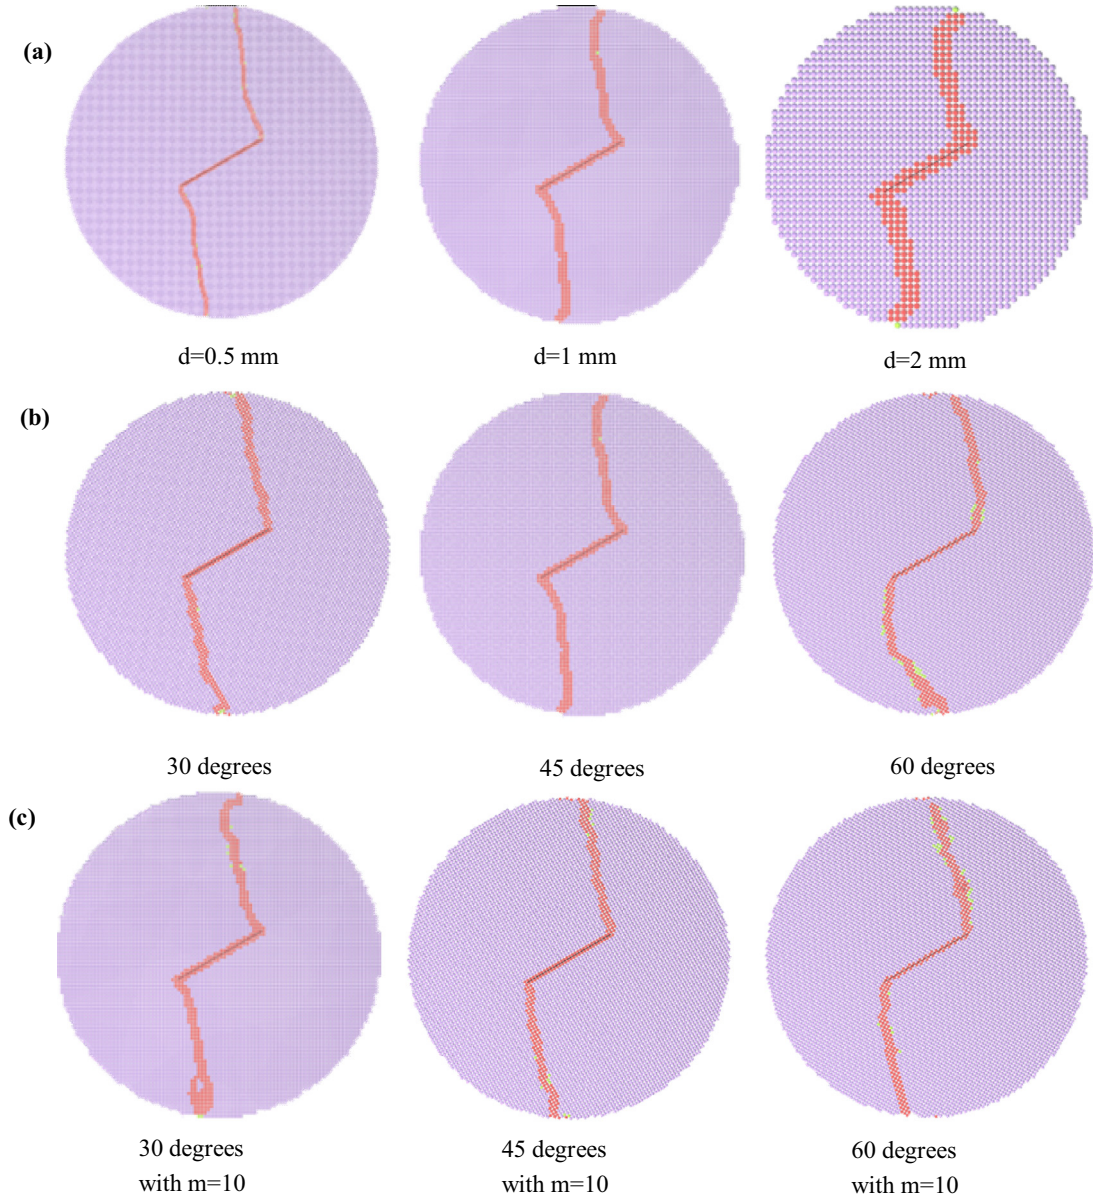 (a)
d=0.5 mm
d=1 mm
d=2 mm
(b)
30 degrees
45 degrees
60 degrees
(c)
30 degrees
with m=10
45 degrees
with m=10
60 degrees
with m=10